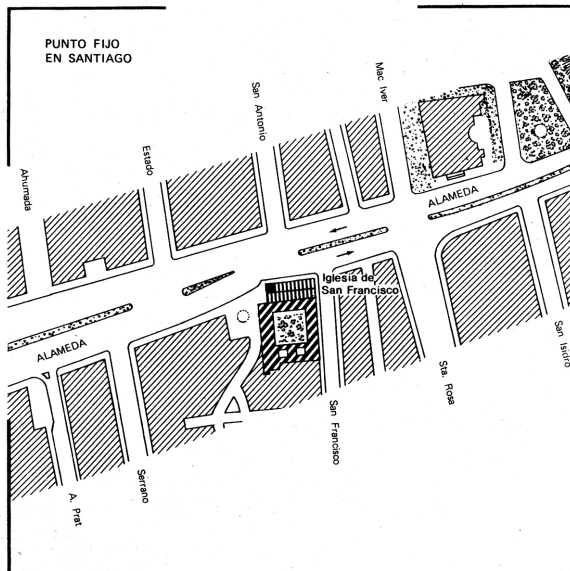 PUNTO FIJO
EN SANTIAGO
Mac Iver
San Antonio
Estado
Ahumada
ALAMEDA
Iglesia de
San Francisco
ALAMEDA
San Isidro
Sta. Rosa
San Francisco
Serrano
A. Prat